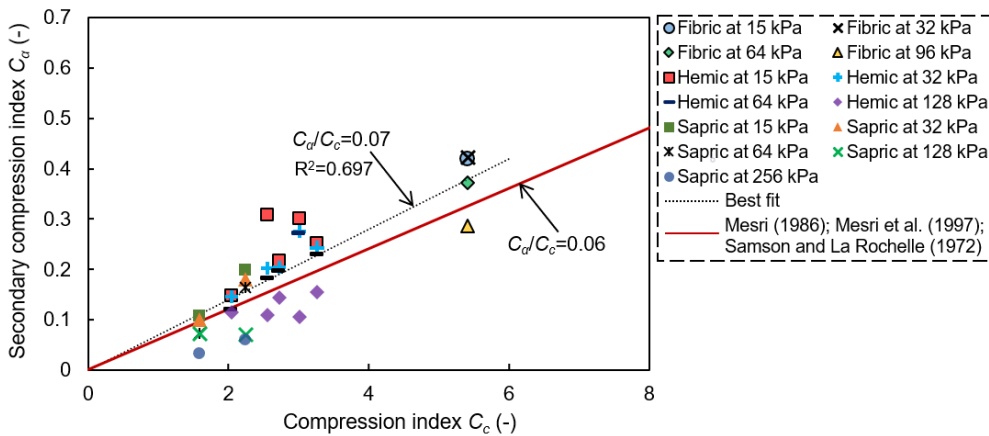 Secondary compression index Cα (-)
0.7
0.6
0.5
0.4
0.3
0.2
0.1
0
0
2
4
6
8
Compression index Cc (-)
Cα/Cc=0.07
R²=0.697
Cα/Cc=0.06
Fibric at 15 kPa
Fibric at 32 kPa
Fibric at 64 kPa
Fibric at 96 kPa
Hemic at 15 kPa
Hemic at 32 kPa
Hemic at 64 kPa
Hemic at 128 kPa
Sapric at 15 kPa
Sapric at 32 kPa
Sapric at 64 kPa
Sapric at 128 kPa
Sapric at 256 kPa
Best fit
Mesri (1986); Mesri et al. (1997);
Samson and La Rochelle (1972)